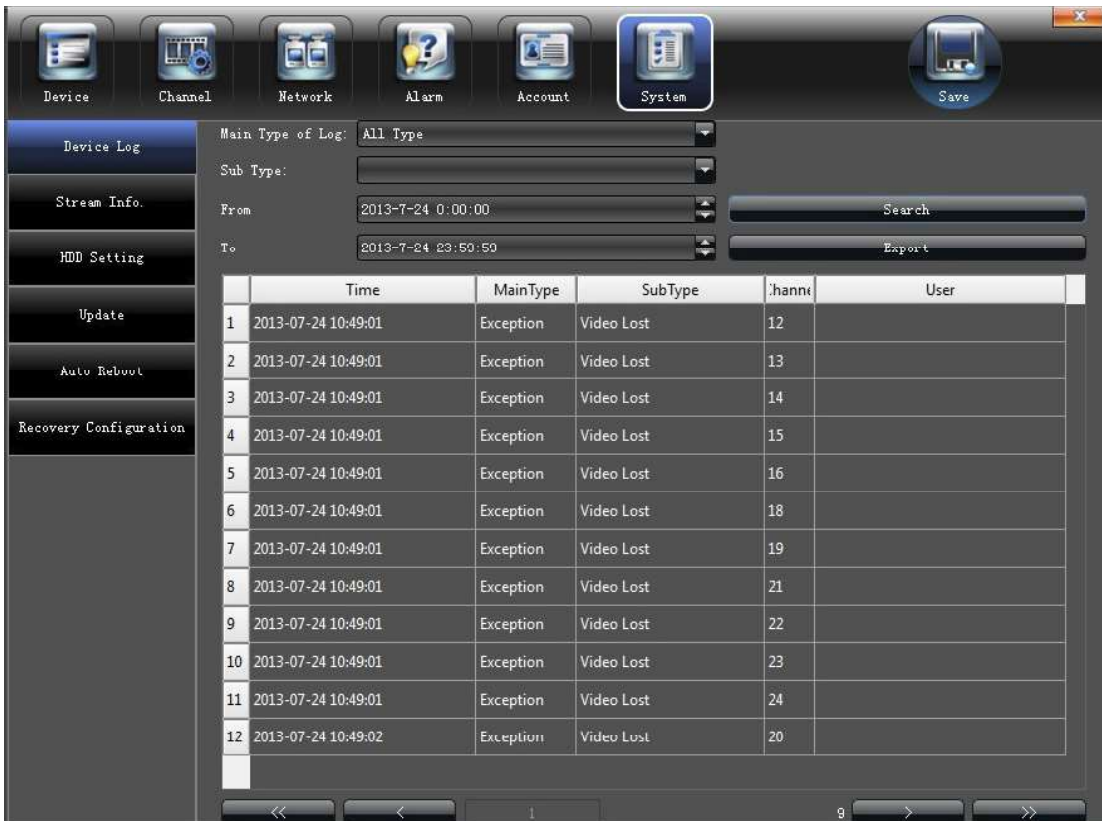 Device Channel Network Alarm Account System Save
Device Log
Stream Info.
HDD Setting
Update
Auto Reboot
Recovery Configuration
Main Type of Log: All Type
Sub Type:
From 2013-7-24 0:00:00 Search
To 2013-7-24 23:59:59 Export
Time MainType SubType Channe User
1 2013-07-24 10:49:01 Exception Video Lost 12
2 2013-07-24 10:49:01 Exception Video Lost 13
3 2013-07-24 10:49:01 Exception Video Lost 14
4 2013-07-24 10:49:01 Exception Video Lost 15
5 2013-07-24 10:49:01 Exception Video Lost 16
6 2013-07-24 10:49:01 Exception Video Lost 18
7 2013-07-24 10:49:01 Exception Video Lost 19
8 2013-07-24 10:49:01 Exception Video Lost 21
9 2013-07-24 10:49:01 Exception Video Lost 22
10 2013-07-24 10:49:01 Exception Video Lost 23
11 2013-07-24 10:49:01 Exception Video Lost 24
12 2013-07-24 10:49:02 Exception Video Lost 20
<< < 1 9 > >>